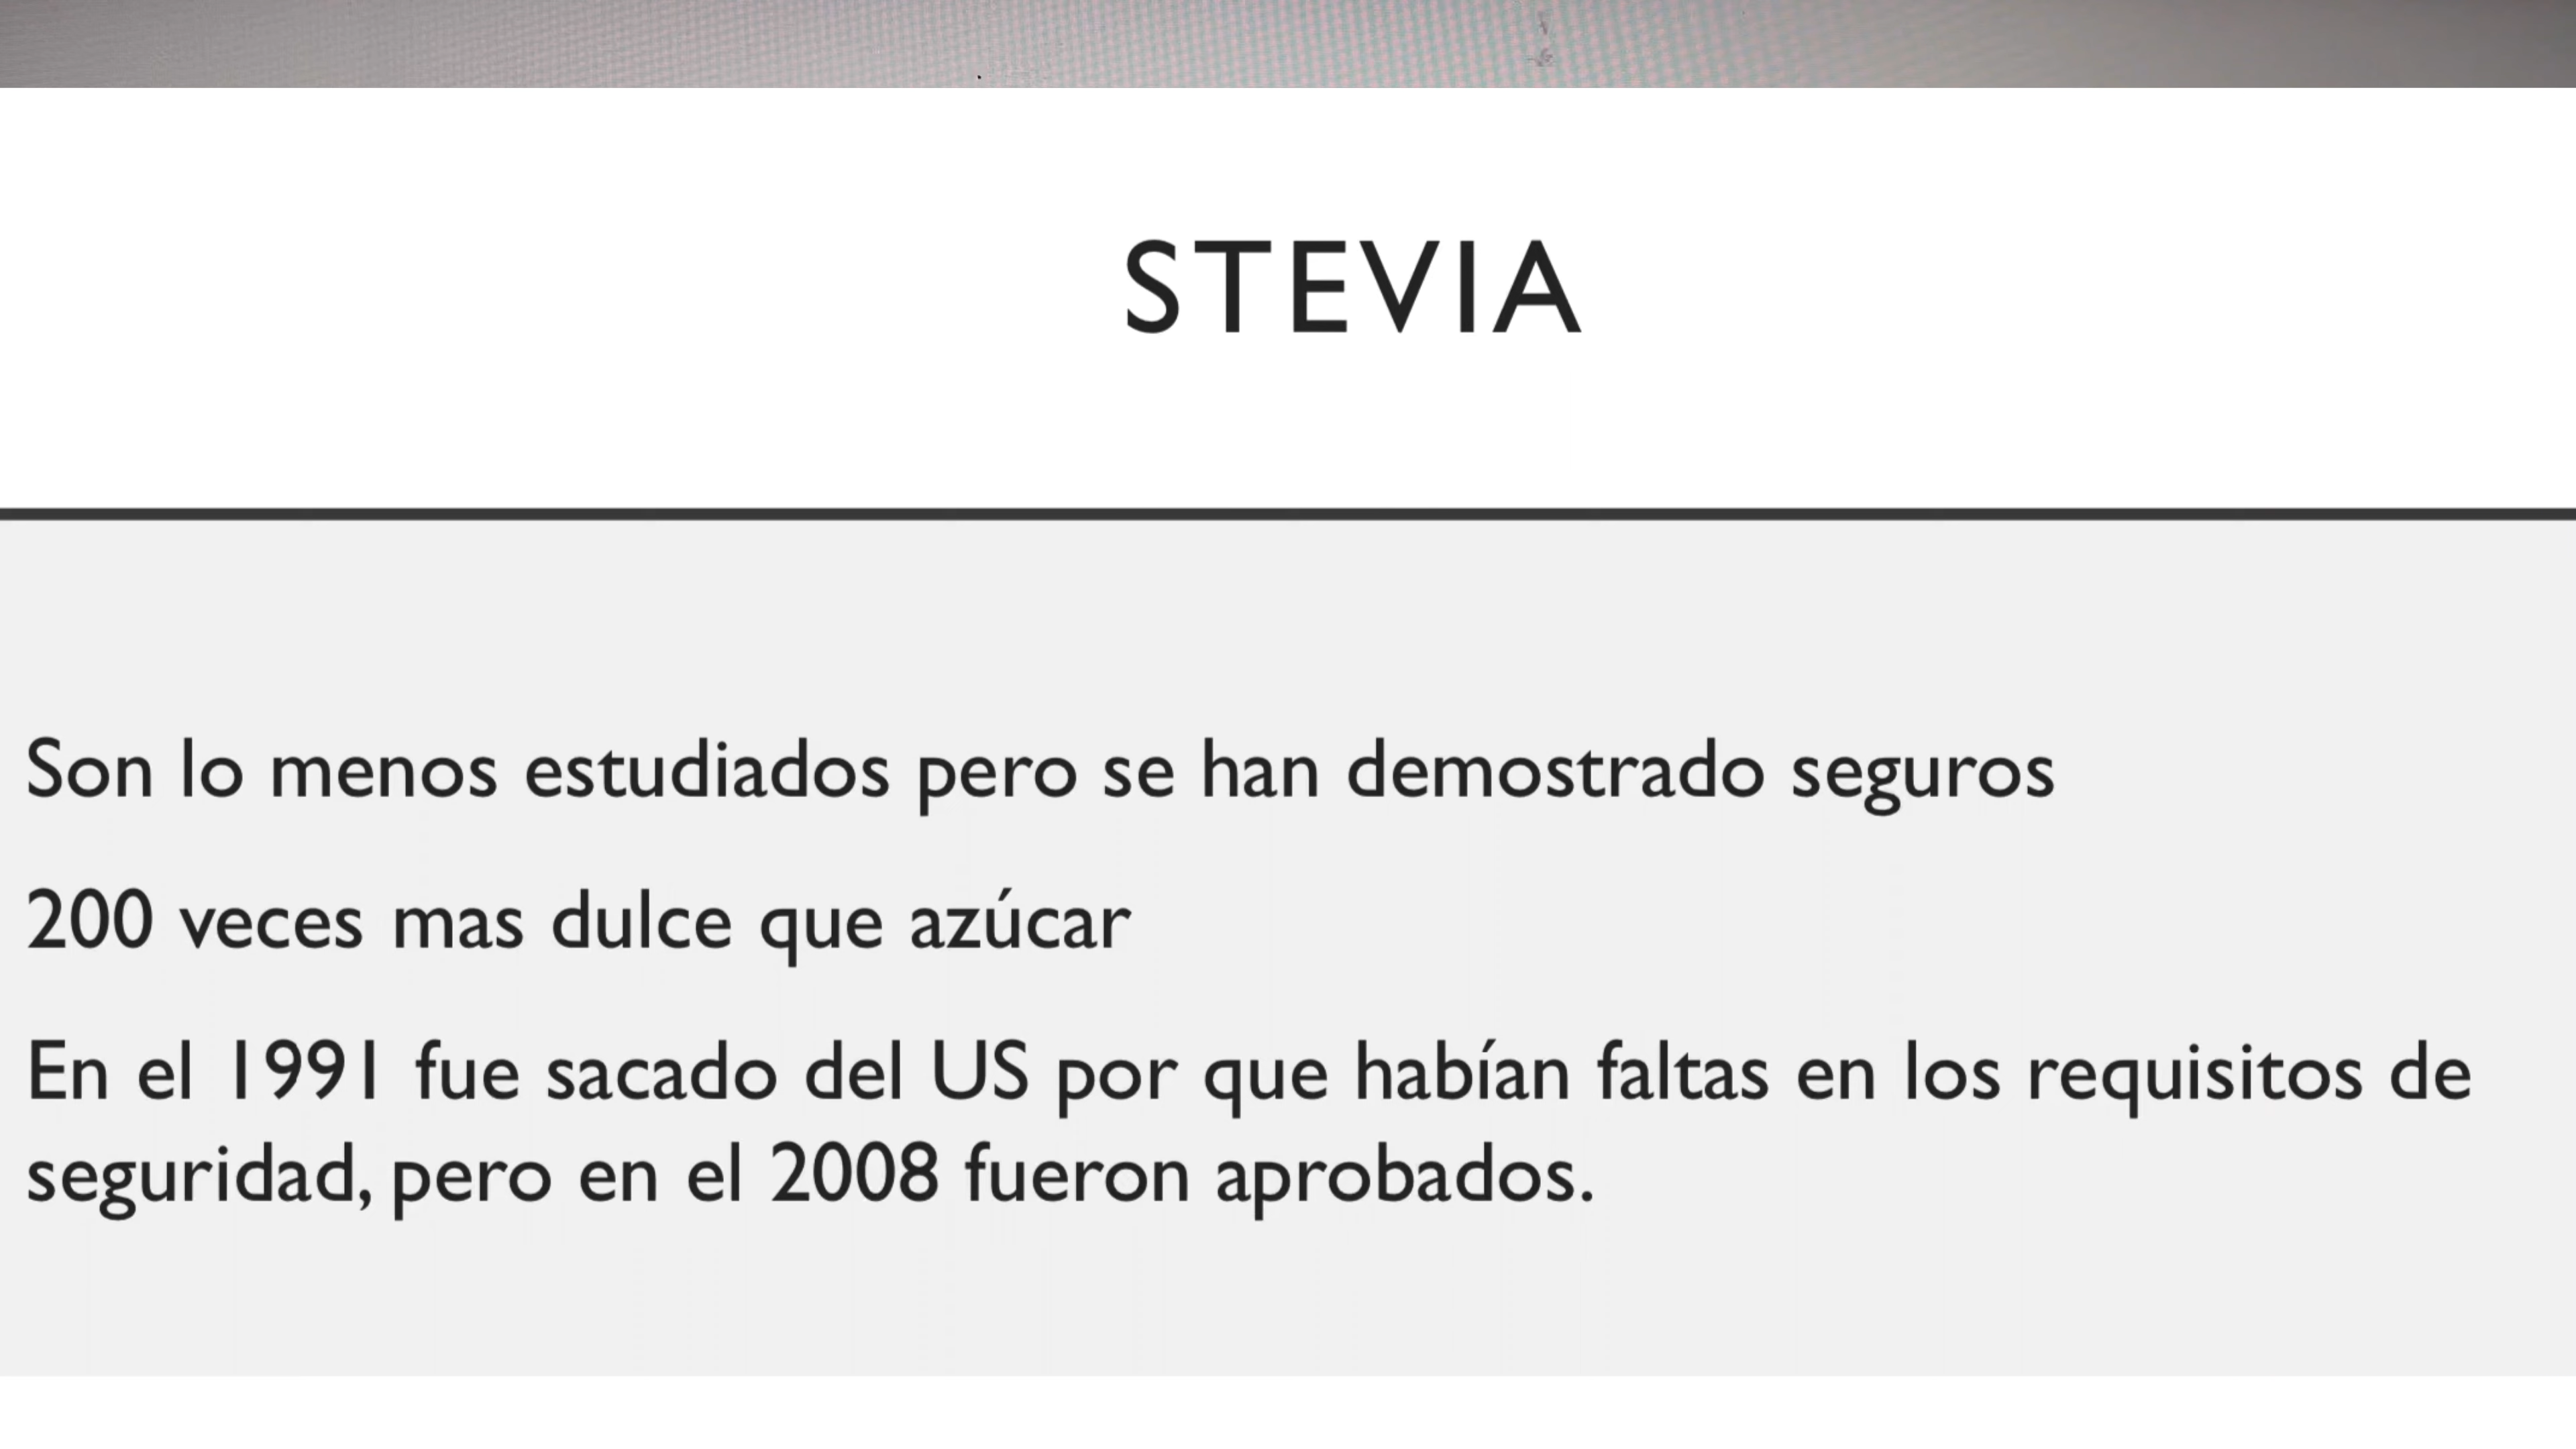 STEVIA
Son lo menos estudiados pero se han demostrado seguros
200 veces mas dulce que azúcar
En el 1991 fue sacado del US por que habían faltas en los requisitos de
seguridad, pero en el 2008 fueron aprobados.